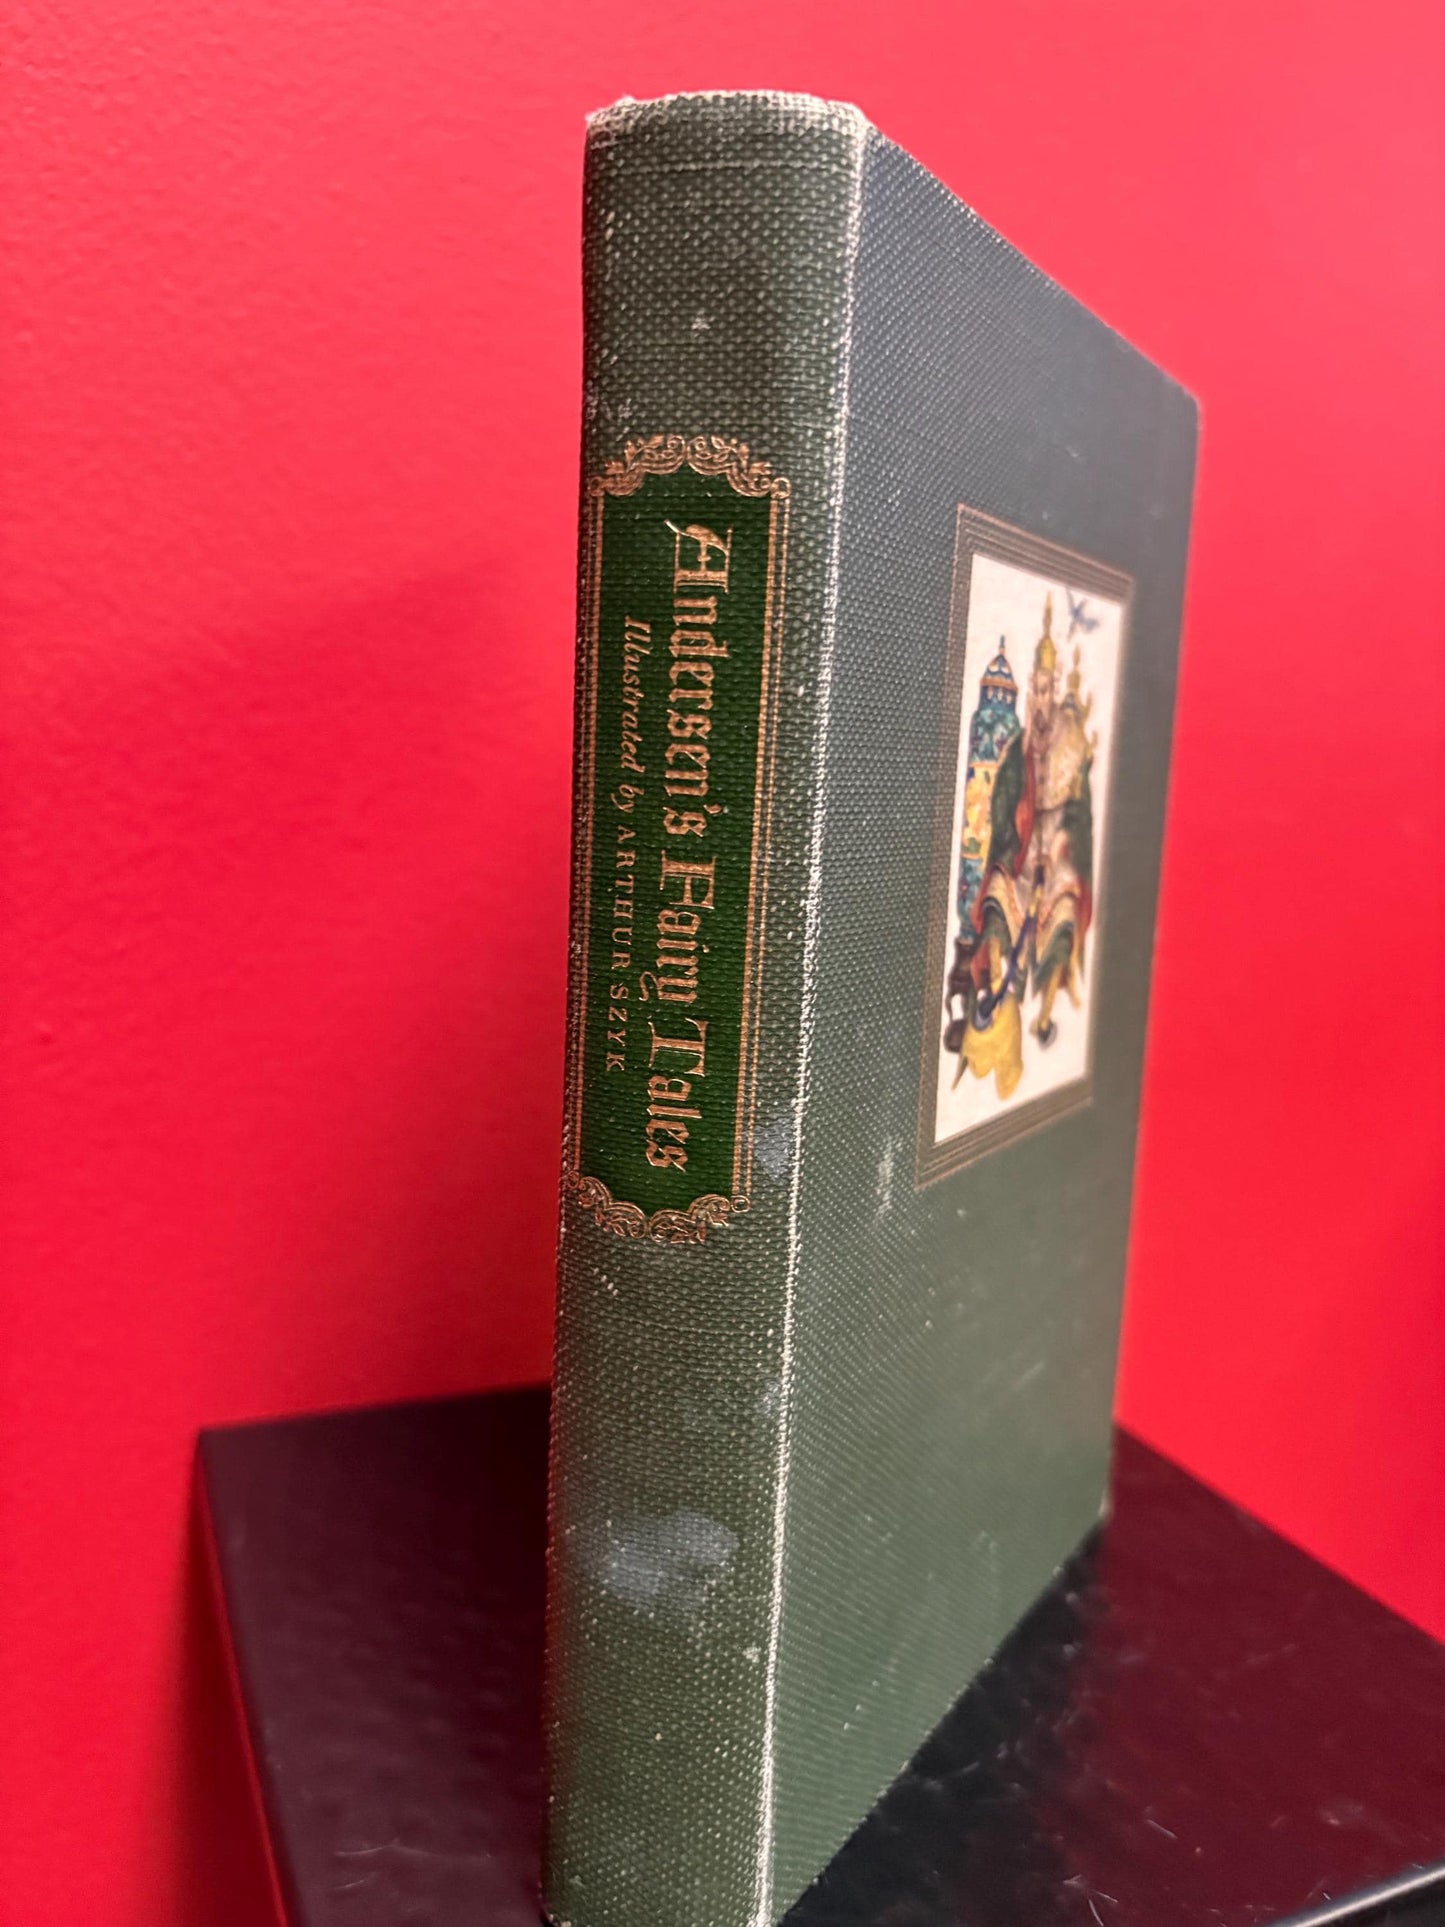 Andersen's Fairy Tales
Illustrated by ARTHUR SZYK